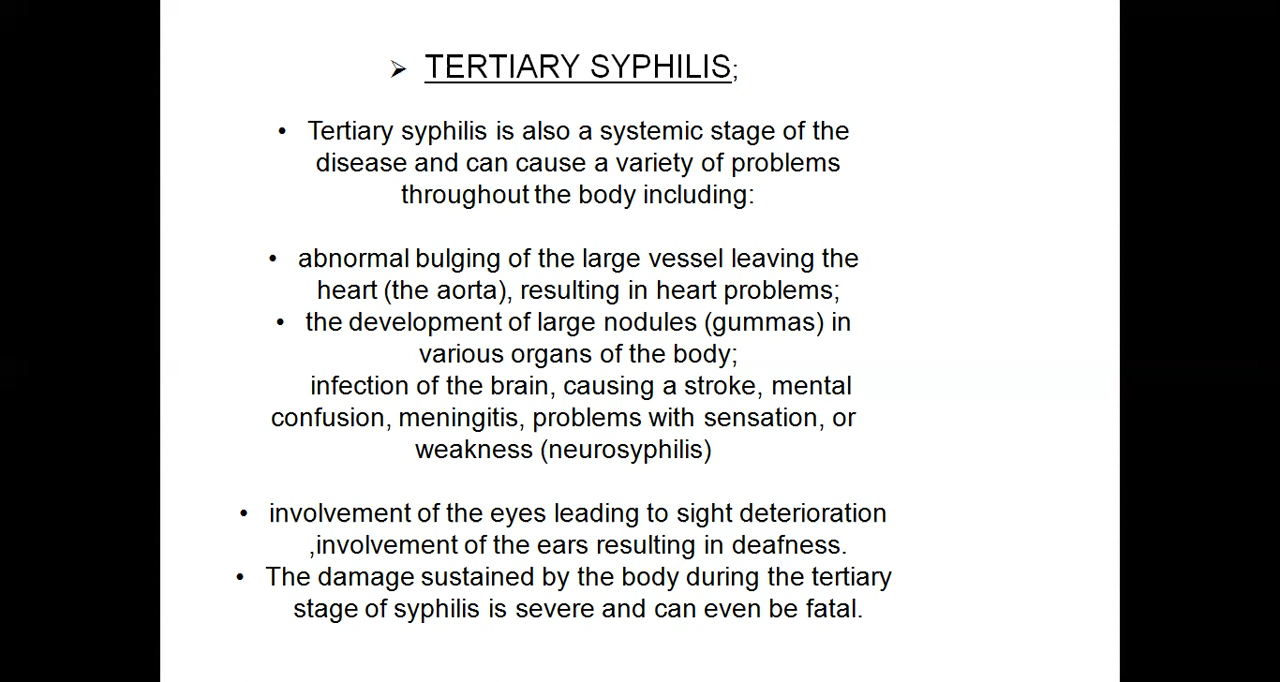 ➢ TERTIARY SYPHILIS;
• Tertiary syphilis is also a systemic stage of the
disease and can cause a variety of problems
throughout the body including:
• abnormal bulging of the large vessel leaving the
heart (the aorta), resulting in heart problems;
• the development of large nodules (gummas) in
various organs of the body;
infection of the brain, causing a stroke, mental
confusion, meningitis, problems with sensation, or
weakness (neurosyphilis)
• involvement of the eyes leading to sight deterioration
,involvement of the ears resulting in deafness.
• The damage sustained by the body during the tertiary
stage of syphilis is severe and can even be fatal.